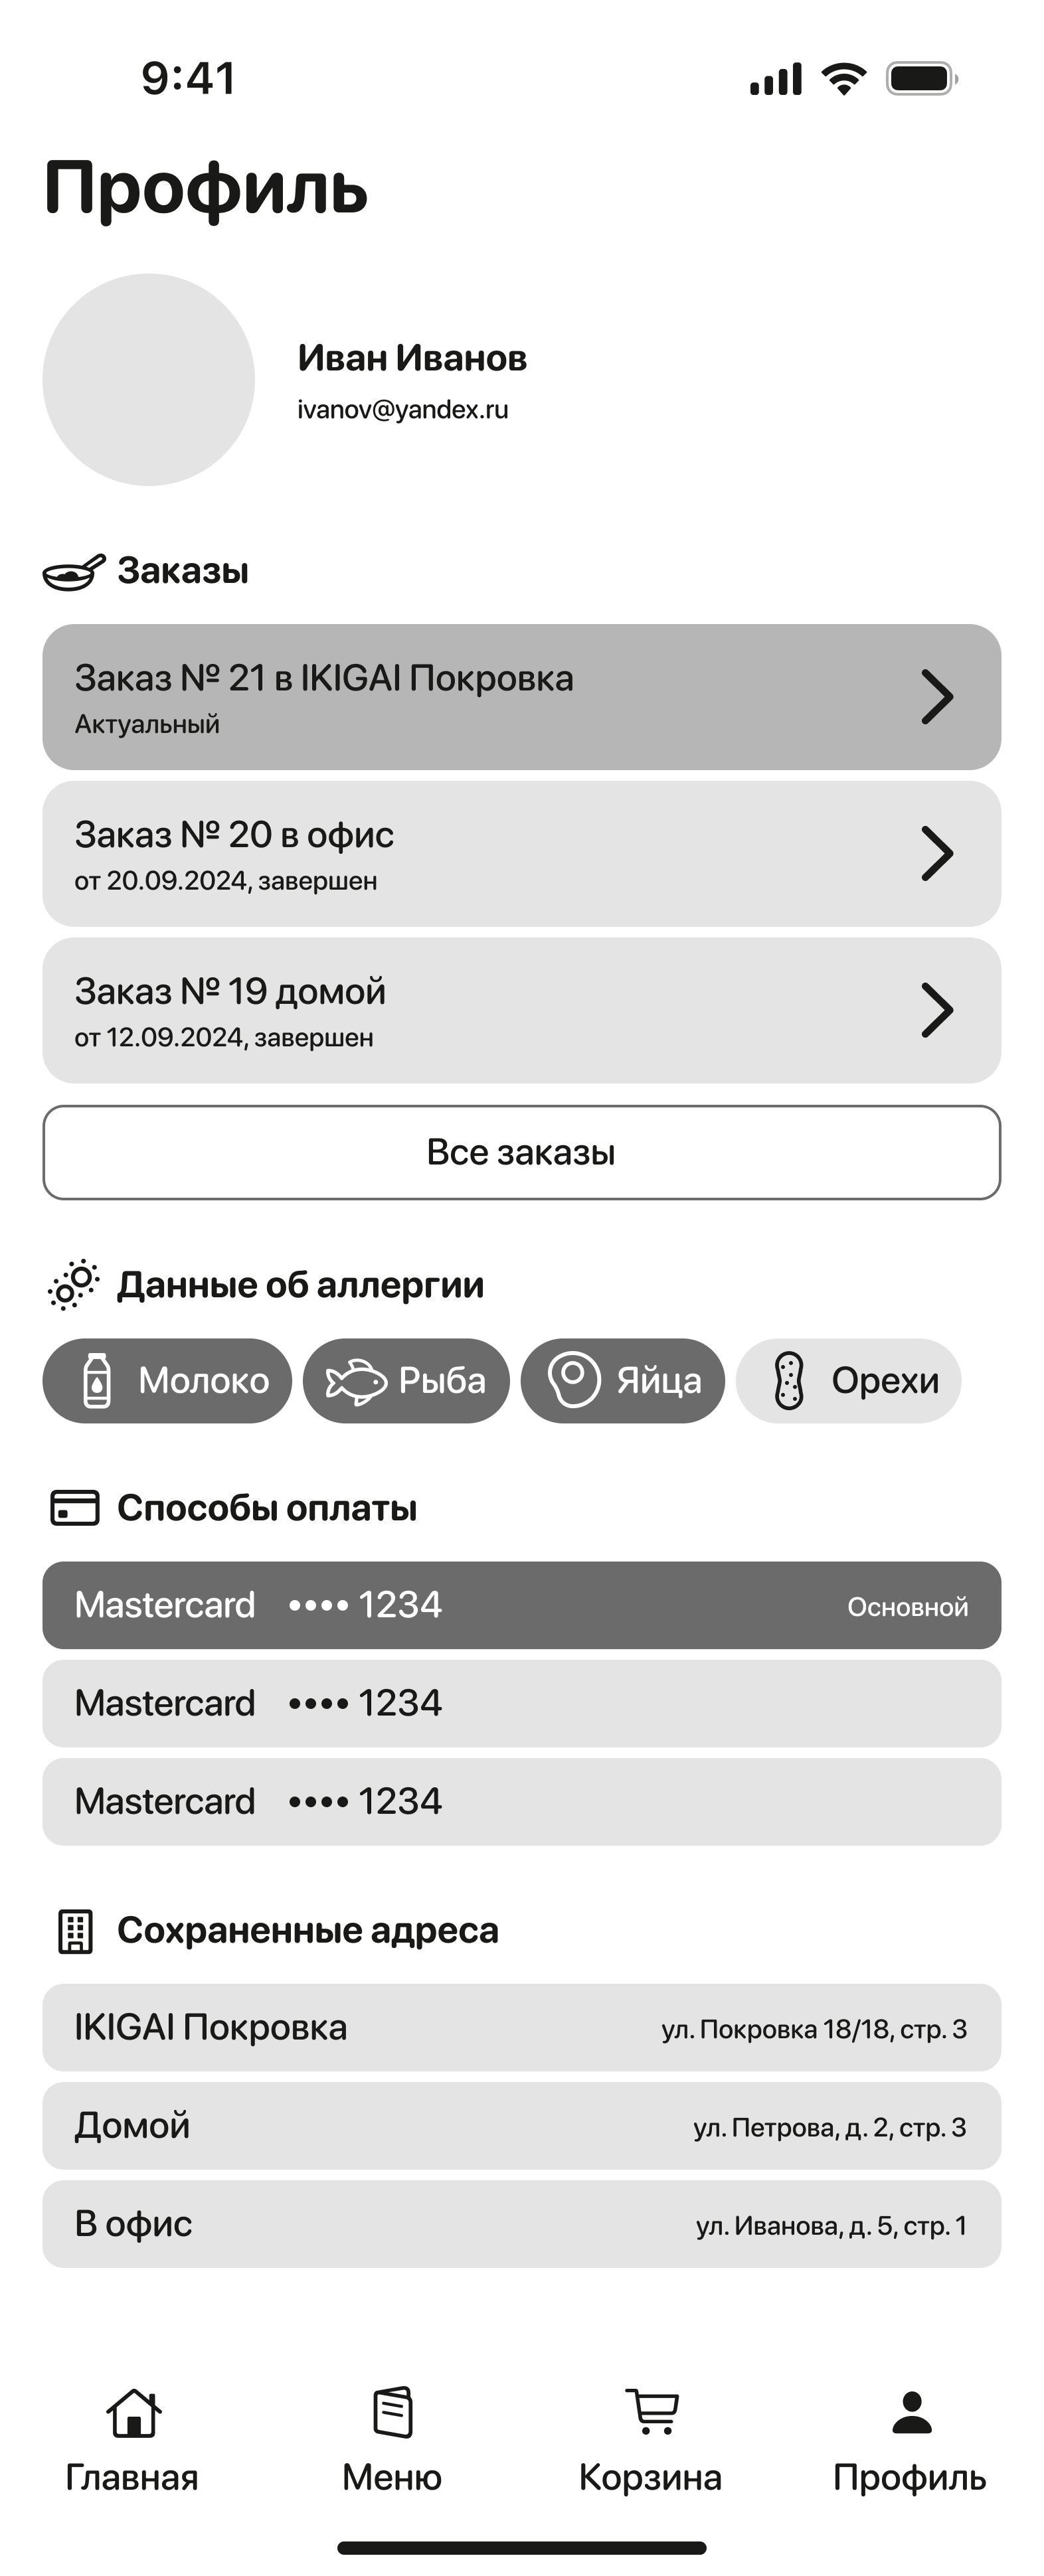 9:41
Профиль
Иван Иванов
ivanov@yandex.ru
Заказы
Заказ № 21 в IKIGAI Покровка
Актуальный
Заказ № 20 в офис
от 20.09.2024, завершен
Заказ № 19 домой
от 12.09.2024, завершен
Все заказы
Данные об аллергии
Молоко Рыба Яйца Орехи
Способы оплаты
Mastercard •••• 1234 Основной
Mastercard •••• 1234
Mastercard •••• 1234
Сохраненные адреса
IKIGAI Покровка ул. Покровка 18/18, стр. 3
Домой ул. Петрова, д. 2, стр. 3
В офис ул. Иванова, д. 5, стр. 1
Главная Меню Корзина Профиль